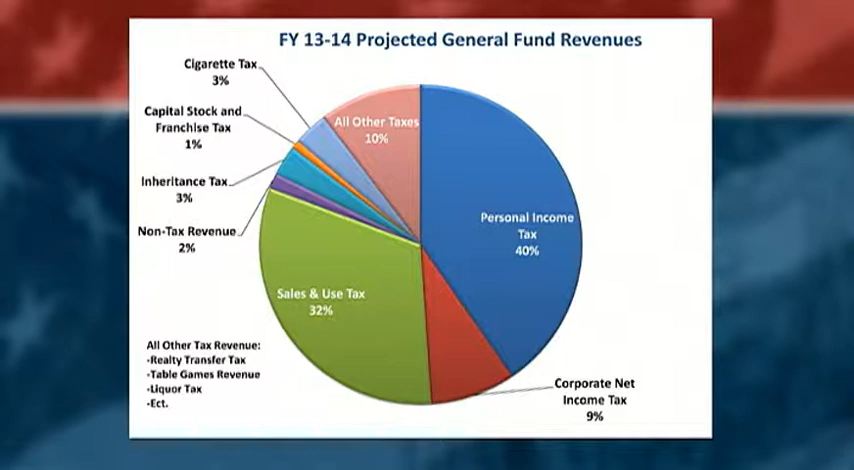 FY 13-14 Projected General Fund Revenues
Cigarette Tax
3%
Capital Stock and
Franchise Tax
1%
Inheritance Tax
3%
Non-Tax Revenue
2%
All Other Taxes
10%
Personal Income
Tax
40%
Sales & Use Tax
32%
Corporate Net
Income Tax
9%
All Other Tax Revenue:
-Realty Transfer Tax
-Table Games Revenue
-Liquor Tax
-Ect.